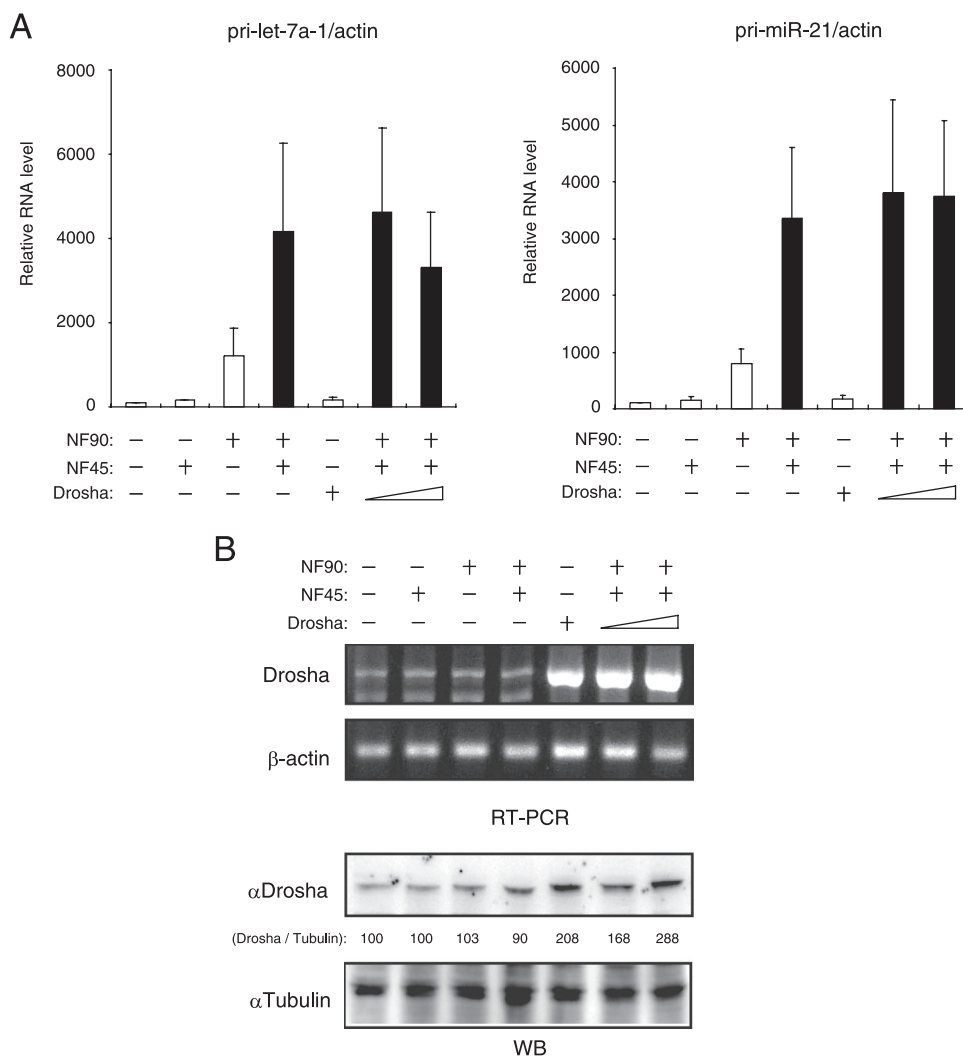 A
pri-let-7a-1/actin
Relative RNA level
8000
6000
4000
2000
0
NF90: – – + + – + +
NF45: – + – + – + +
Drosha: – – – – +
pri-miR-21/actin
Relative RNA level
6000
5000
4000
3000
2000
1000
0
NF90: – – + + – + +
NF45: – + – + – + +
Drosha: – – – – +
B
NF90: – – + + – + +
NF45: – + – + – + +
Drosha: – – – – +
Drosha
β-actin
RT-PCR
αDrosha
(Drosha / Tubulin): 100 100 103 90 208 168 288
αTubulin
WB